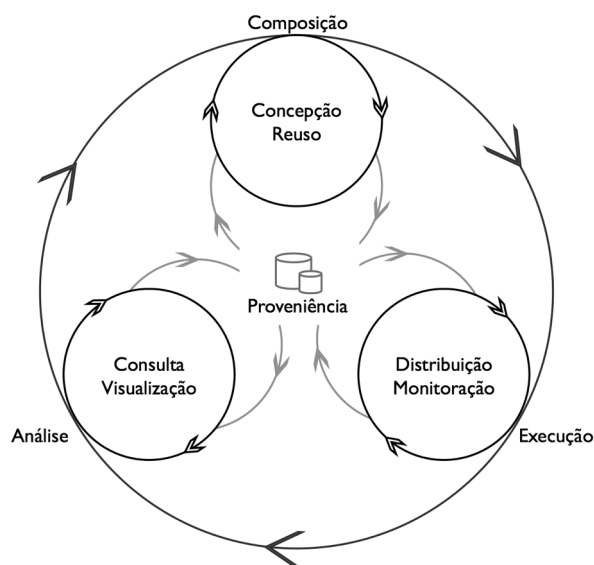 Composição
Concepção
Reuso
Proveniência
Consulta
Visualização
Distribuição
Monitoração
Análise
Execução